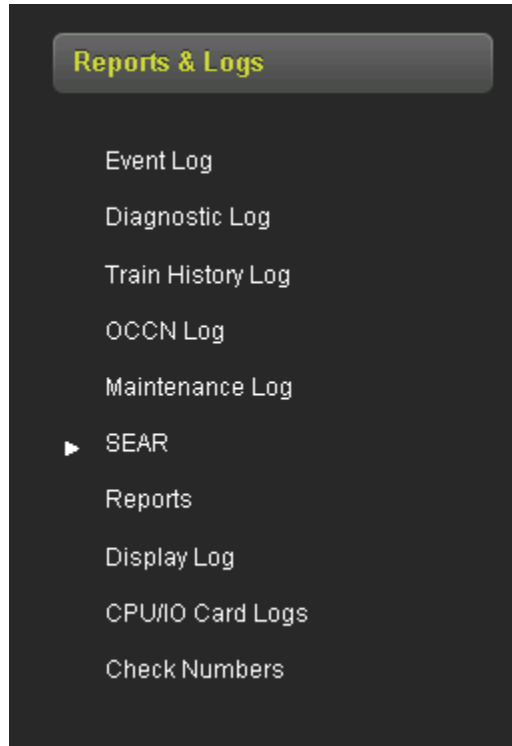 Reports & Logs
Event Log
Diagnostic Log
Train History Log
OCCN Log
Maintenance Log
SEAR
Reports
Display Log
CPU/IO Card Logs
Check Numbers